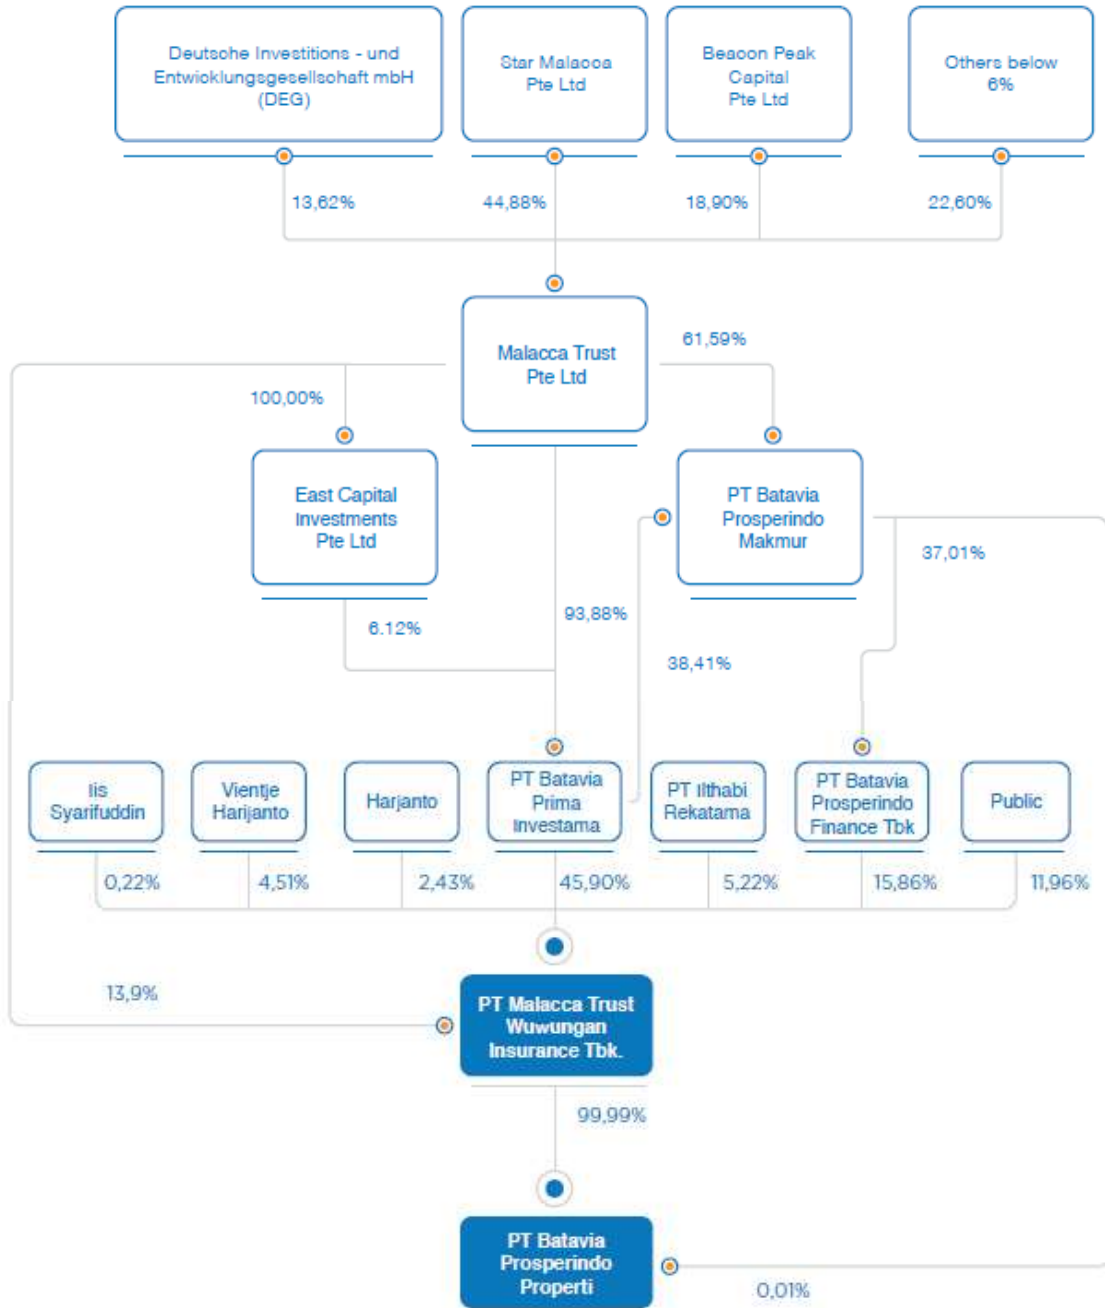 Deutsche Investitions - und
Entwicklungsgesellschaft mbH
(DEG)
Star Malacca
Pte Ltd
Beacon Peak
Capital
Pte Ltd
Others below
6%
13,62%
44,88%
18,90%
22,60%
Malacca Trust
Pte Ltd
61,59%
100,00%
East Capital
Investments
Pte Ltd
PT Batavia
Prosperindo
Makmur
37,01%
6.12%
93,88%
38,41%
Iis
Syarifuddin
Vientje
Harijanto
Harjanto
PT Batavia
Prima
Investama
PT Ilthabi
Rekatama
PT Batavia
Prosperindo
Finance Tbk
Public
0,22%
4,51%
2,43%
45,90%
5,22%
15,86%
11,96%
13,9%
PT Malacca Trust
Wuwungan
Insurance Tbk.
99,99%
PT Batavia
Prosperindo
Properti
0,01%